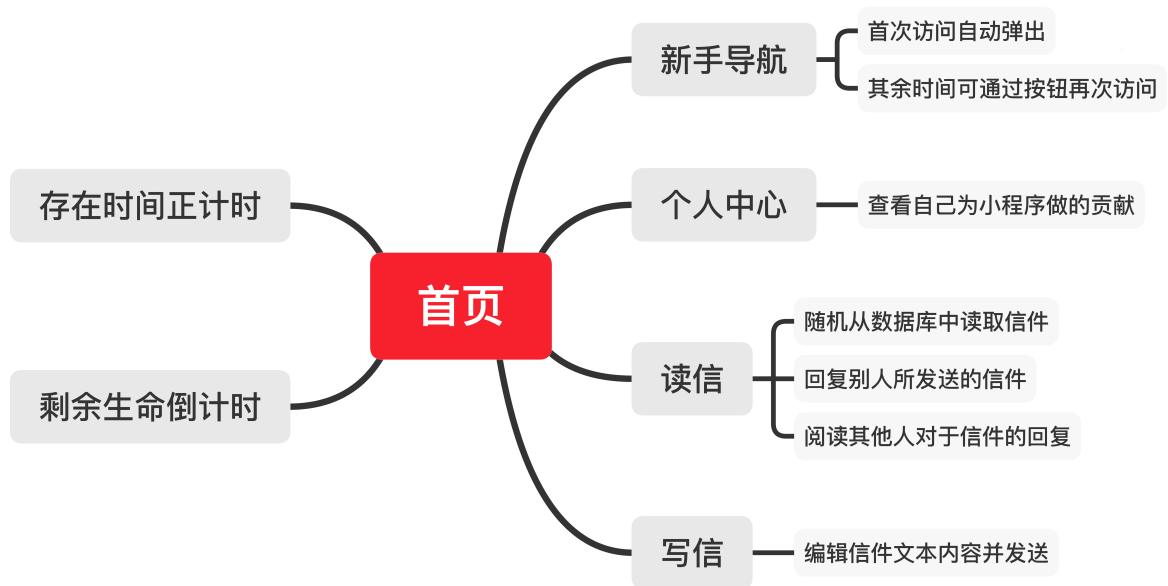 首页
新手导航
首次访问自动弹出
其余时间可通过按钮再次访问
个人中心
查看自己为小程序做的贡献
读信
随机从数据库中读取信件
回复别人所发送的信件
阅读其他人对于信件的回复
写信
编辑信件文本内容并发送
存在时间正计时
剩余生命倒计时